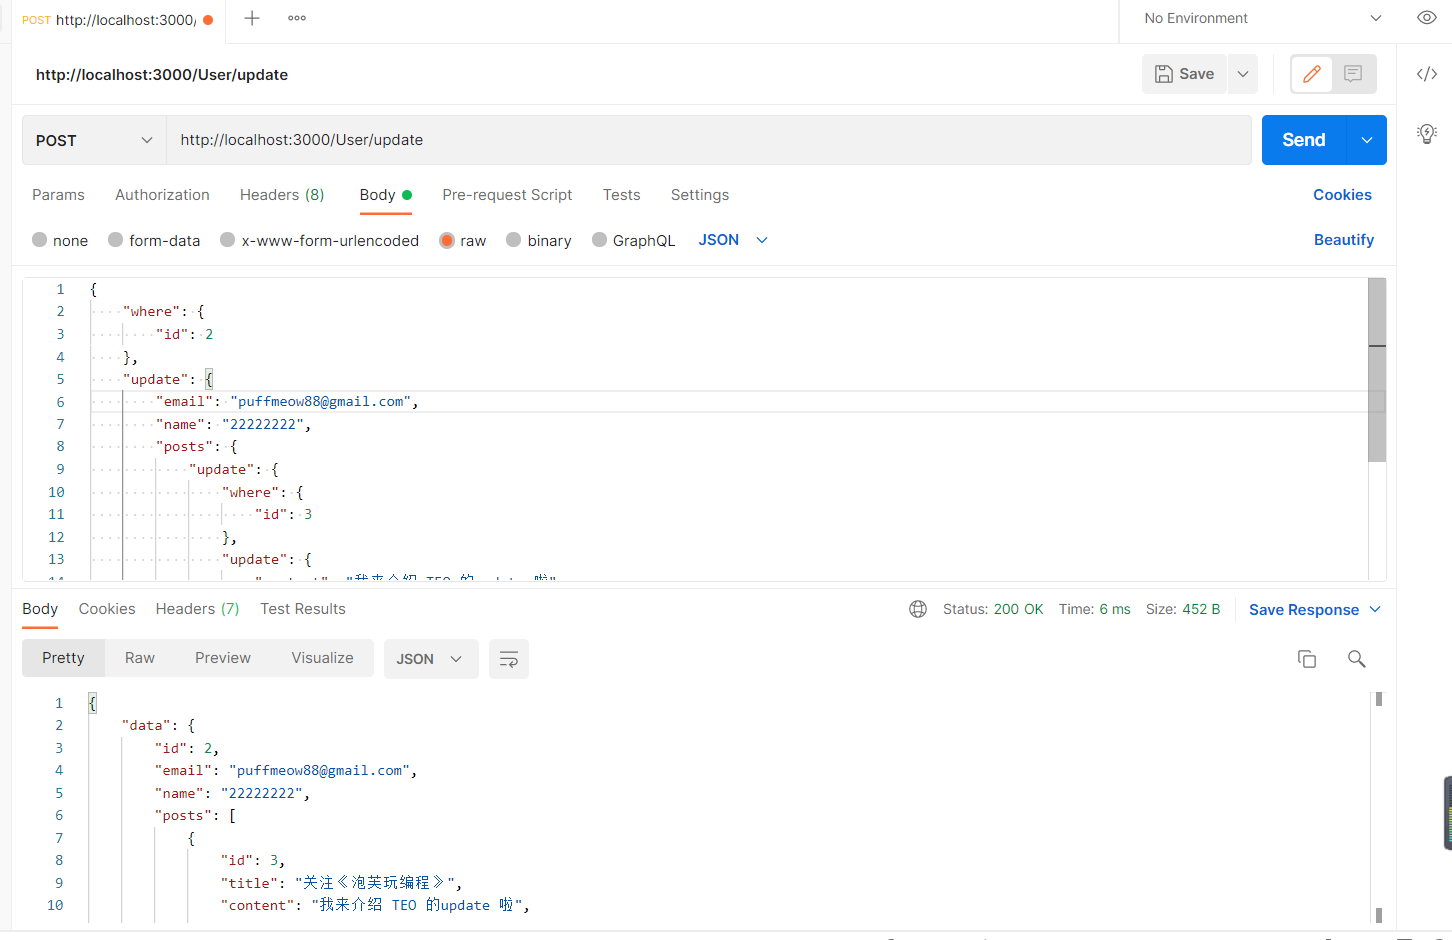 POST http://localhost:3000/
No Environment
http://localhost:3000/User/update
Save
POST http://localhost:3000/User/update Send
Params Authorization Headers (8) Body Pre-request Script Tests Settings Cookies
none form-data x-www-form-urlencoded raw binary GraphQL JSON Beautify
1 {
2 "where": {
3 "id": 2
4 },
5 "update": {
6 "email": "puffmeow88@gmail.com",
7 "name": "22222222",
8 "posts": {
9 "update": {
10 "where": {
11 "id": 3
12 },
13 "update": {
Body Cookies Headers (7) Test Results Status: 200 OK Time: 6 ms Size: 452 B Save Response
Pretty Raw Preview Visualize JSON
1 {
2 "data": {
3 "id": 2,
4 "email": "puffmeow88@gmail.com",
5 "name": "22222222",
6 "posts": [
7 {
8 "id": 3,
9 "title": "关注《泡芙玩编程》",
10 "content": "我来介绍 TEO 的update 啦",